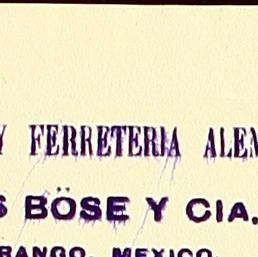 Y FERRETERIA ALEM
S BÖSE Y CIA.
RANGO, MEXICO.